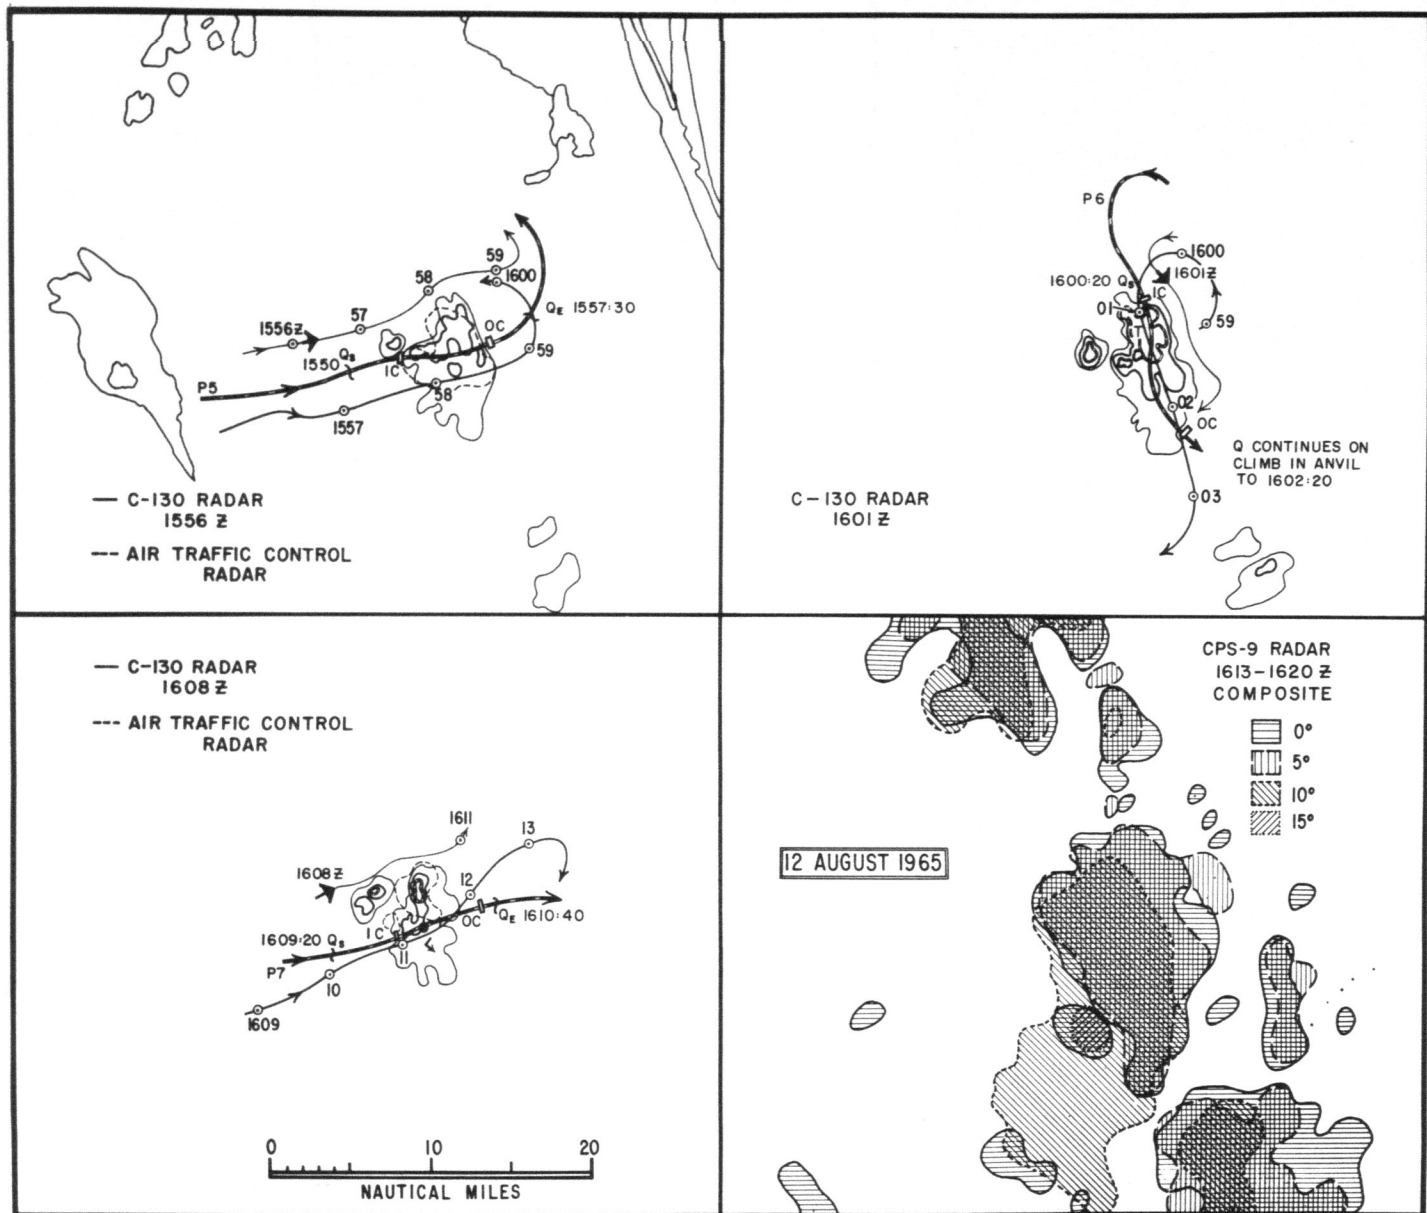 59
1600
58
57
1556Z
QE 1557:30
OC
1550 QS
IC
59
P5
58
1557
— C-130 RADAR
1556 Z
--- AIR TRAFFIC CONTROL
RADAR
P6
1600
1601Z
1600:20 QS
IC
01
59
T
02
OC
Q CONTINUES ON
CLIMB IN ANVIL
TO 1602:20
C-130 RADAR
1601 Z
03
— C-130 RADAR
1608 Z
--- AIR TRAFFIC CONTROL
RADAR
1611
13
1608Z
12
OC
QE 1610:40
IC
1609:20 QS
11
P7
10
1609
0 10 20
NAUTICAL MILES
CPS-9 RADAR
1613-1620 Z
COMPOSITE
0°
5°
10°
15°
12 AUGUST 1965